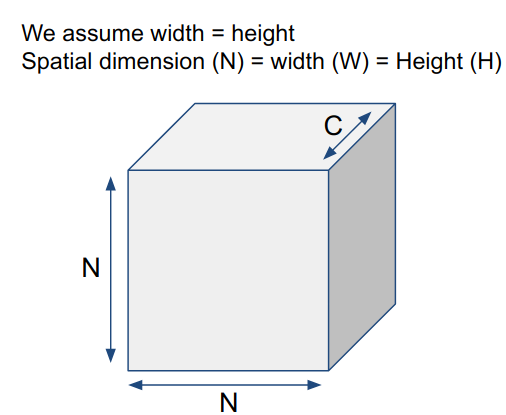 We assume width = height
Spatial dimension (N) = width (W) = Height (H)
C
N
N